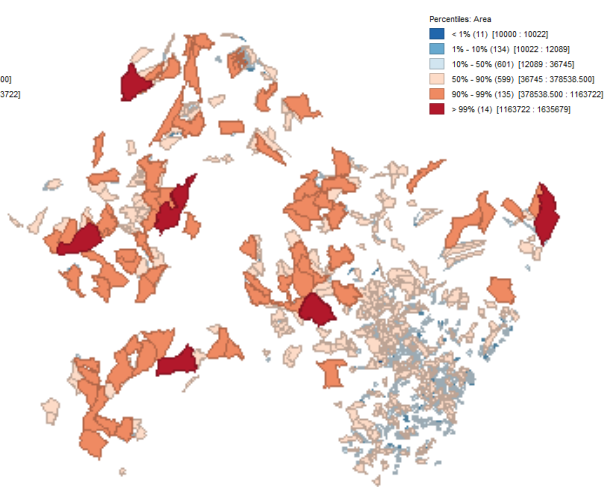 Percentiles: Area
< 1% (11) [10000 : 10022]
1% - 10% (134) [10022 : 12089]
10% - 50% (601) [12089 : 36745]
50% - 90% (599) [36745 : 378538.500]
90% - 99% (135) [378538.500 : 1163722]
> 99% (14) [1163722 : 1635679]
00]
3722]